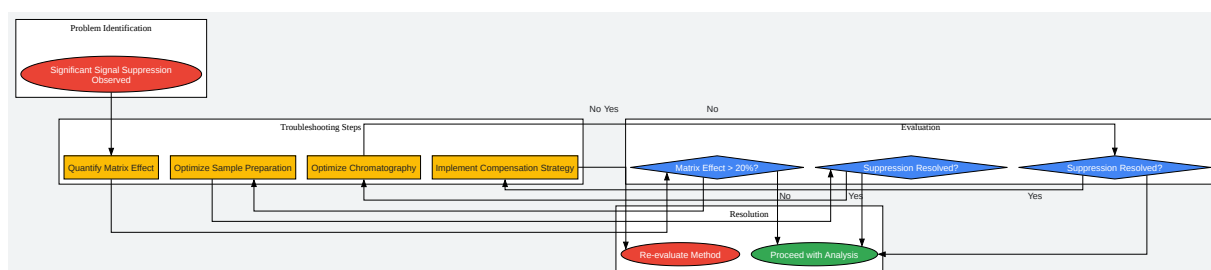 Problem Identification
Significant Signal Suppression
Observed
No Yes
No
Troubleshooting Steps
Evaluation
Quantify Matrix Effect
Optimize Sample Preparation
Optimize Chromatography
Implement Compensation Strategy
Matrix Effect > 20%?
Suppression Resolved?
Suppression Resolved?
No
Yes
Yes
Resolution
Re-evaluate Method
Proceed with Analysis